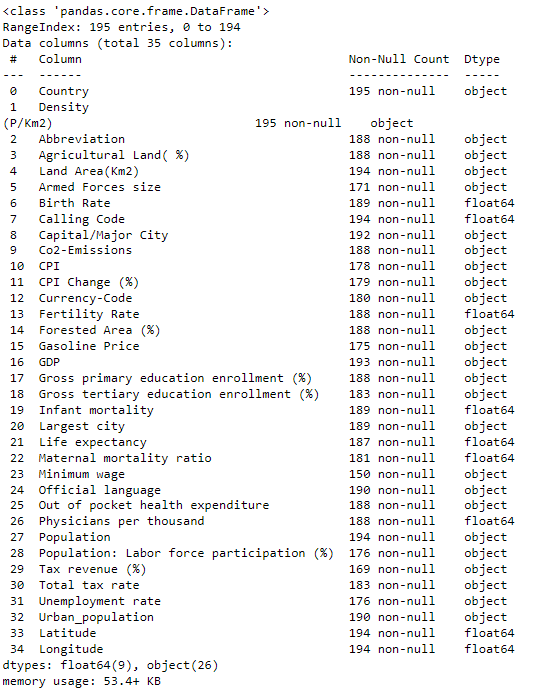 <class 'pandas.core.frame.DataFrame'>
RangeIndex: 195 entries, 0 to 194
Data columns (total 35 columns):
 #   Column                                     Non-Null Count  Dtype
---  ------                                     --------------  -----
 0   Country                                    195 non-null    object
 1   Density
(P/Km2)                           195 non-null    object
 2   Abbreviation                               188 non-null    object
 3   Agricultural Land( %)                      188 non-null    object
 4   Land Area(Km2)                             194 non-null    object
 5   Armed Forces size                          171 non-null    object
 6   Birth Rate                                 189 non-null    float64
 7   Calling Code                               194 non-null    float64
 8   Capital/Major City                         192 non-null    object
 9   Co2-Emissions                              188 non-null    object
 10  CPI                                        178 non-null    object
 11  CPI Change (%)                             179 non-null    object
 12  Currency-Code                              180 non-null    object
 13  Fertility Rate                             188 non-null    float64
 14  Forested Area (%)                          188 non-null    object
 15  Gasoline Price                             175 non-null    object
 16  GDP                                        193 non-null    object
 17  Gross primary education enrollment (%)     188 non-null    object
 18  Gross tertiary education enrollment (%)    183 non-null    object
 19  Infant mortality                           189 non-null    float64
 20  Largest city                               189 non-null    object
 21  Life expectancy                            187 non-null    float64
 22  Maternal mortality ratio                   181 non-null    float64
 23  Minimum wage                               150 non-null    object
 24  Official language                          190 non-null    object
 25  Out of pocket health expenditure           188 non-null    object
 26  Physicians per thousand                    188 non-null    float64
 27  Population                                 194 non-null    object
 28  Population: Labor force participation (%)  176 non-null    object
 29  Tax revenue (%)                            169 non-null    object
 30  Total tax rate                             183 non-null    object
 31  Unemployment rate                          176 non-null    object
 32  Urban_population                           190 non-null    object
 33  Latitude                                   194 non-null    float64
 34  Longitude                                  194 non-null    float64
dtypes: float64(9), object(26)
memory usage: 53.4+ KB